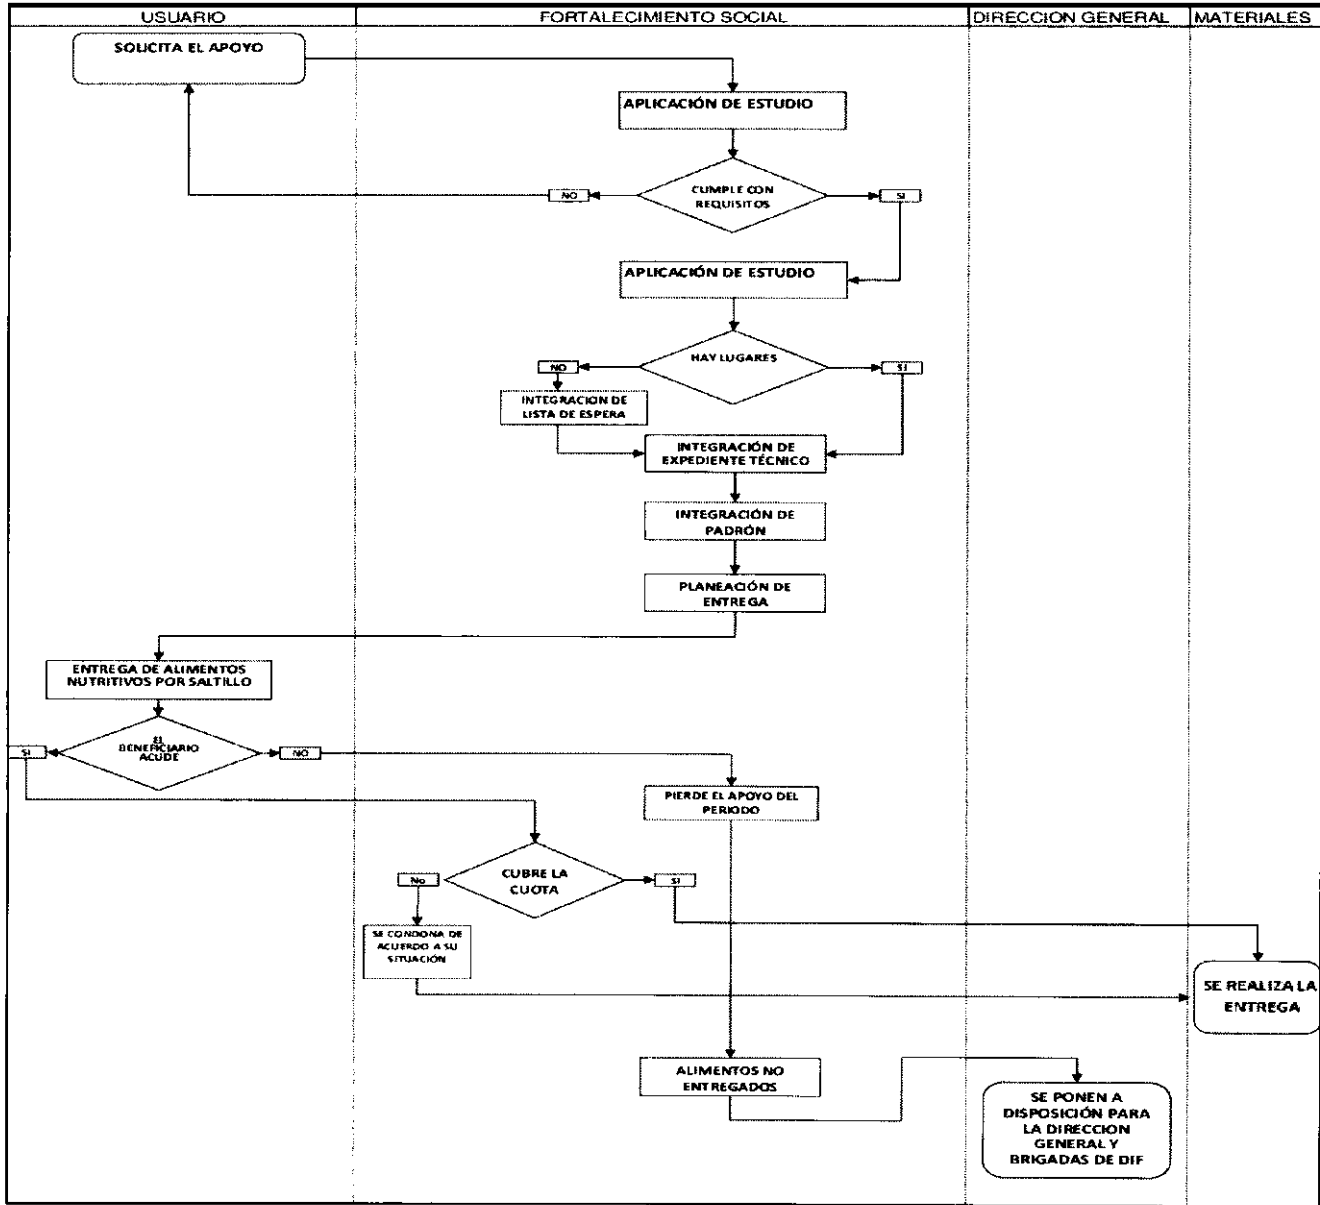 USUARIO
FORTALECIMIENTO SOCIAL
DIRECCION GENERAL
MATERIALES
SOLICITA EL APOYO
APLICACIÓN DE ESTUDIO
CUMPLE CON
REQUISITOS
NO
SI
APLICACIÓN DE ESTUDIO
HAY LUGARES
NO
SI
INTEGRACION DE
LISTA DE ESPERA
INTEGRACIÓN DE
EXPEDIENTE TÉCNICO
INTEGRACIÓN DE
PADRÓN
PLANEACIÓN DE
ENTREGA
ENTREGA DE ALIMENTOS
NUTRITIVOS POR SALTILLO
EL
BENEFICIARIO
ACUDE
SI
NO
PIERDE EL APOYO DEL
PERIODO
CUBRE LA
CUOTA
No
SI
SE CONDONA DE
ACUERDO A SU
SITUACIÓN
SE REALIZA LA
ENTREGA
ALIMENTOS NO
ENTREGADOS
SE PONEN A
DISPOSICIÓN PARA
LA DIRECCION
GENERAL Y
BRIGADAS DE DIF